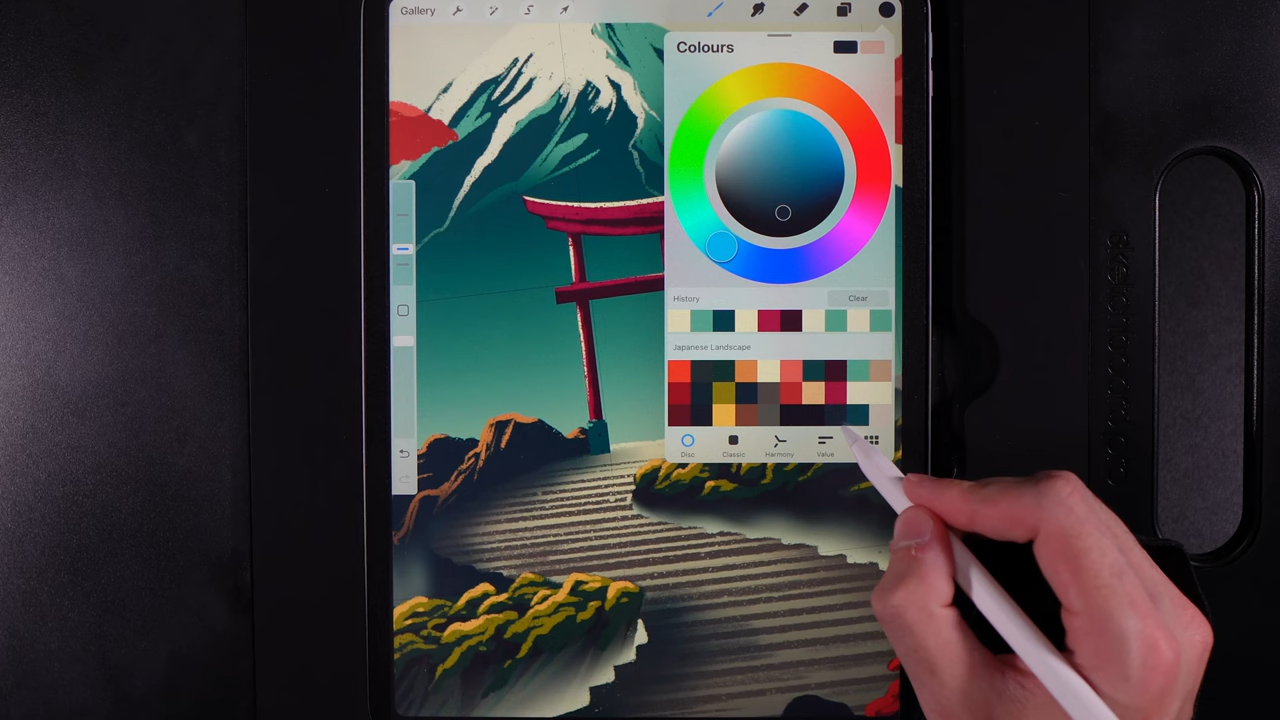 Gallery
Colours
History
Clear
Japanese Landscape
Disc
Classic
Harmony
Value